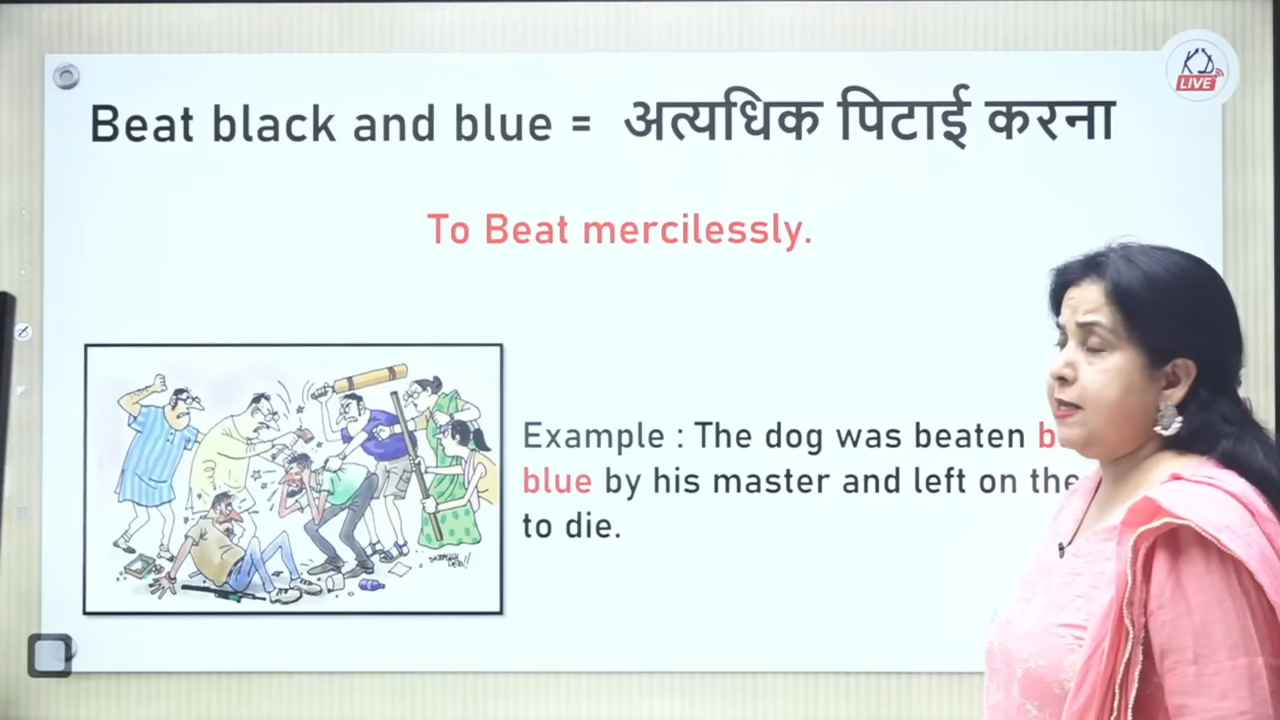 Beat black and blue = अत्यधिक पिटाई करना
To Beat mercilessly.
Example : The dog was beaten
blue by his master and left on the
to die.
KD
LIVE